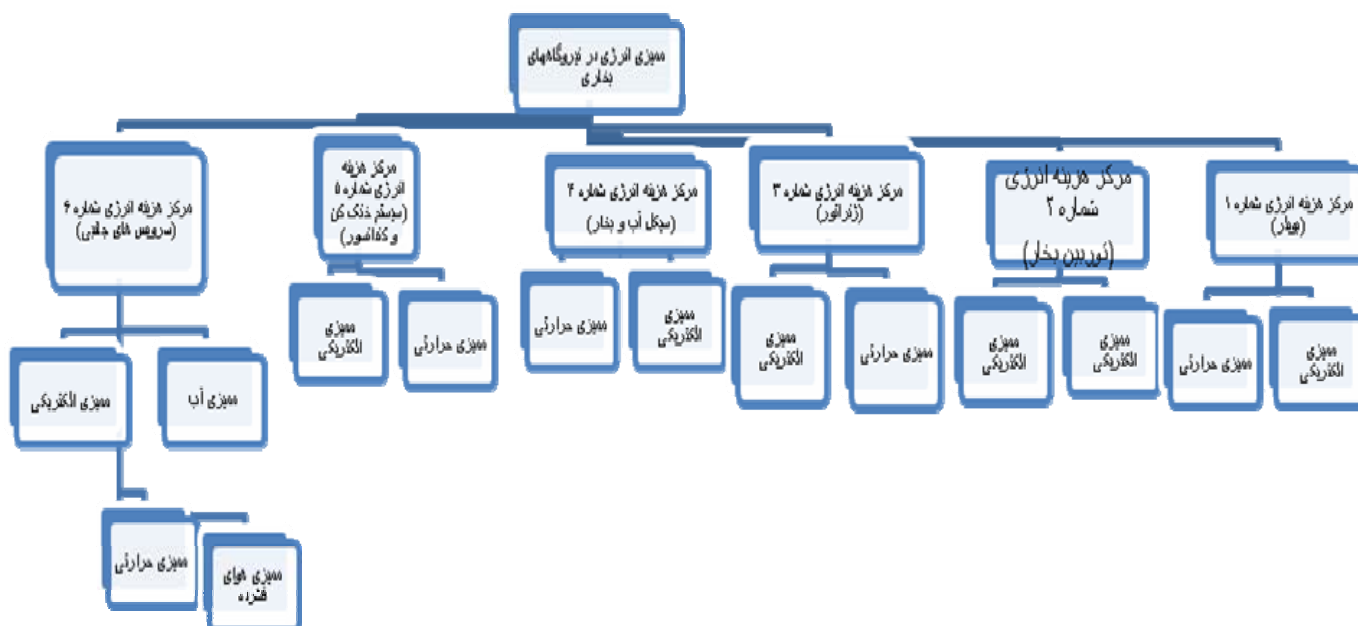 ممیزی انرژی در نیروگاههای
بخاری
مرکز هزینه انرژی شماره ۱
(بویلر)
مرکز هزینه انرژی
شماره ۲
(توربین بخار)
مرکز هزینه انرژی شماره ۳
(ژنراتور)
مرکز هزینه انرژی شماره ۴
(سیکل آب و بخار)
مرکز هزینه
انرژی شماره ۵
(سیستم خنک کن
و کندانسور)
مرکز هزینه انرژی شماره ۶
(سرویس های جانبی)
ممیزی
الکتریکی
ممیزی حرارتی
ممیزی
الکتریکی
ممیزی
الکتریکی
ممیزی حرارتی
ممیزی
الکتریکی
ممیزی
الکتریکی
ممیزی حرارتی
ممیزی حرارتی
ممیزی
الکتریکی
ممیزی آب
ممیزی الکتریکی
ممیزی هوای
فشرده
ممیزی حرارتی